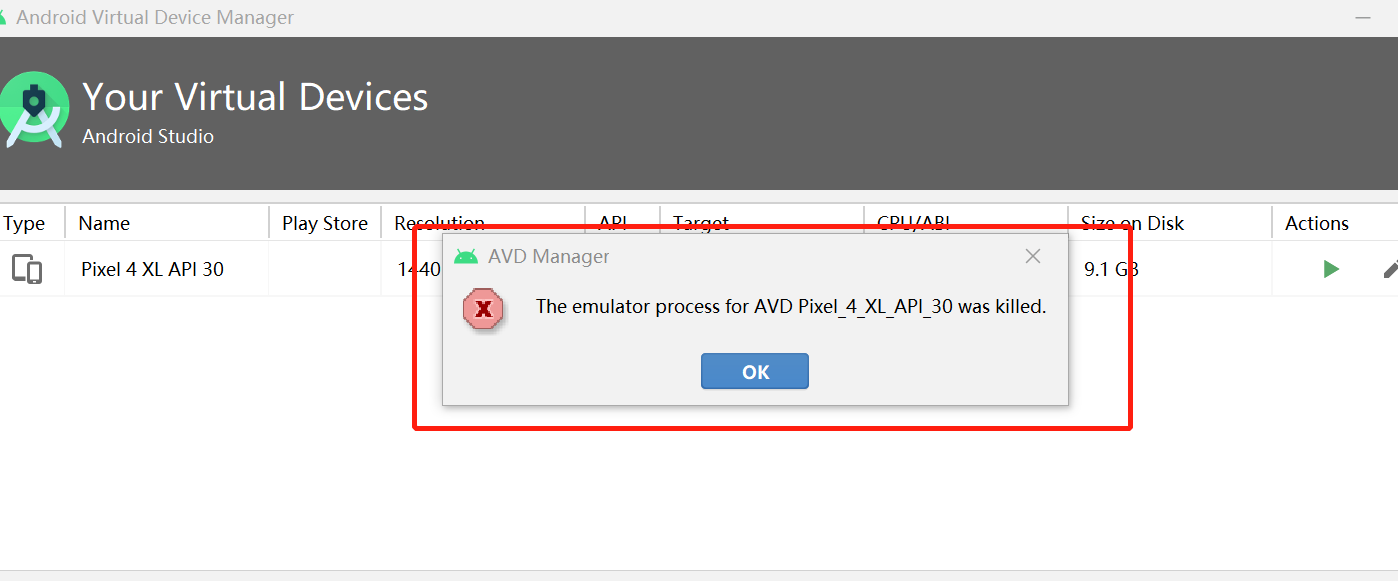 Android Virtual Device Manager
Your Virtual Devices
Android Studio
Type Name Play Store Resolution API Target CPU/ABI Size on Disk Actions
Pixel 4 XL API 30 1440 9.1 GB
AVD Manager
The emulator process for AVD Pixel_4_XL_API_30 was killed.
OK